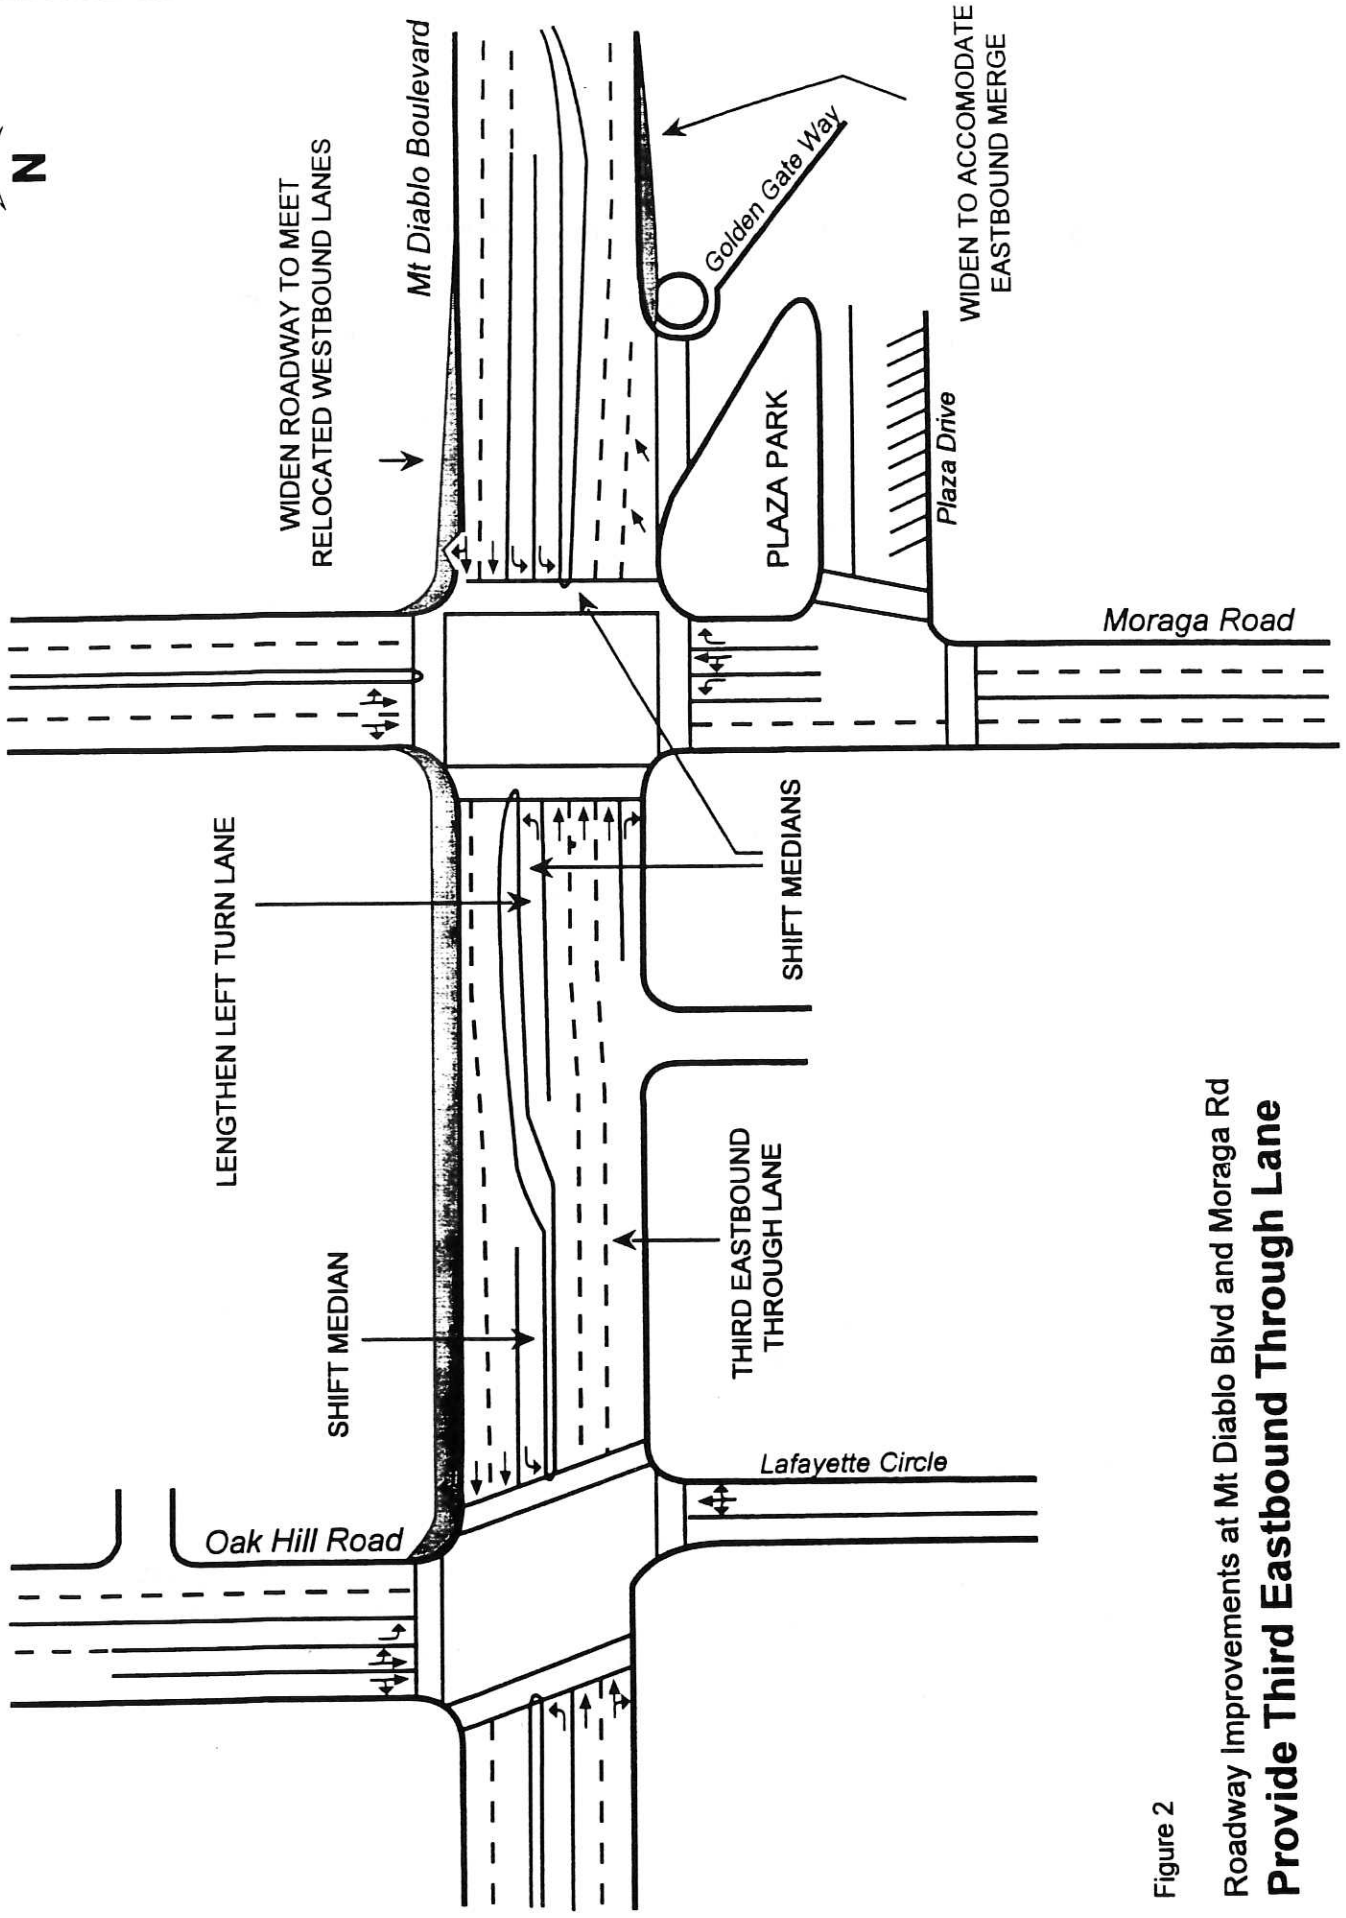 N
WIDEN ROADWAY TO MEET
RELOCATED WESTBOUND LANES
Mt Diablo Boulevard
LENGTHEN LEFT TURN LANE
SHIFT MEDIAN
Oak Hill Road
Golden Gate Way
WIDEN TO ACCOMODATE
EASTBOUND MERGE
PLAZA PARK
Plaza Drive
Moraga Road
SHIFT MEDIANS
THIRD EASTBOUND
THROUGH LANE
Lafayette Circle
Figure 2
Roadway Improvements at Mt Diablo Blvd and Moraga Rd
Provide Third Eastbound Through Lane